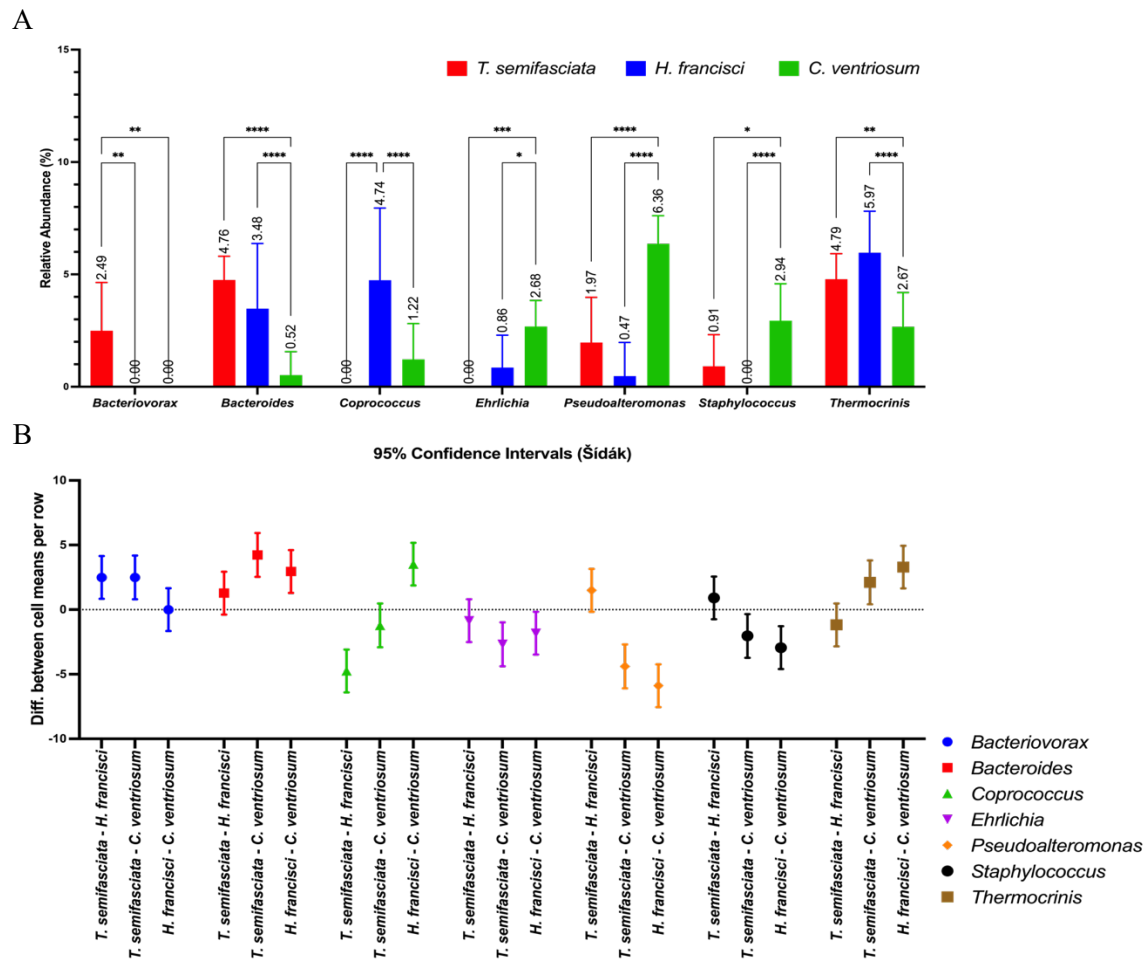 A
15
10
5
0
Relative Abundance (%)
T. semifasciata
H. francisci
C. ventriosum
** ** **** **** **** **** *** * **** **** * **** ** ****
2.49 0.00 0.00 4.76 3.48 0.52 0.00 4.74 1.22 0.00 0.86 2.68 1.97 0.47 6.36 0.91 0.00 2.94 4.79 5.97 2.67
Bacteriovorax Bacteroides Coprococcus Ehrlichia Pseudoalteromonas Staphylococcus Thermocrinis
B
95% Confidence Intervals (Šídák)
10
5
0
-5
-10
Diff. between cell means per row
T. semifasciata - H. francisci
T. semifasciata - C. ventriosum
H. francisci - C. ventriosum
T. semifasciata - H. francisci
T. semifasciata - C. ventriosum
H. francisci - C. ventriosum
T. semifasciata - H. francisci
T. semifasciata - C. ventriosum
H. francisci - C. ventriosum
T. semifasciata - H. francisci
T. semifasciata - C. ventriosum
H. francisci - C. ventriosum
T. semifasciata - H. francisci
T. semifasciata - C. ventriosum
H. francisci - C. ventriosum
T. semifasciata - H. francisci
T. semifasciata - C. ventriosum
H. francisci - C. ventriosum
T. semifasciata - H. francisci
T. semifasciata - C. ventriosum
H. francisci - C. ventriosum
Bacteriovorax
Bacteroides
Coprococcus
Ehrlichia
Pseudoalteromonas
Staphylococcus
Thermocrinis